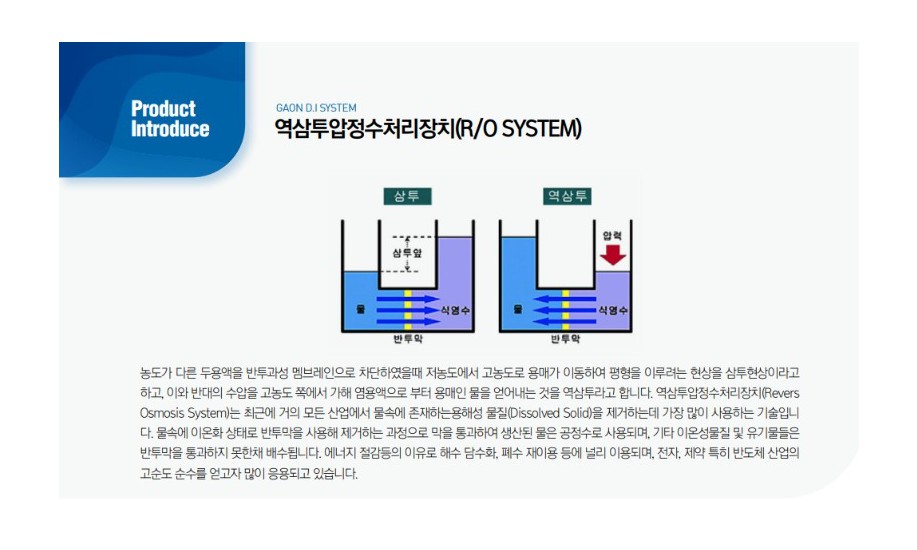 Product
Introduce
GAON D.I SYSTEM
역삼투압정수처리장치(R/O SYSTEM)
삼투
역삼투
삼투앞
압력
물
식염수
물
식염수
반투막
반투막
농도가 다른 두용액을 반투과성 멤브레인으로 차단하였을때 저농도에서 고농도로 용매가 이동하여 평형을 이루려는 현상을 삼투현상이라고
하고, 이와 반대의 수압을 고농도 쪽에서 가해 염용액으로 부터 용매인 물을 얻어내는 것을 역삼투라고 합니다. 역삼투압정수처리장치(Revers
Osmosis System)는 최근에 거의 모든 산업에서 물속에 존재하는용해성 물질(Dissolved Solid)을 제거하는데 가장 많이 사용하는 기술입니
다. 물속에 이온화 상태로 반투막을 사용해 제거하는 과정으로 막을 통과하여 생산된 물은 공정수로 사용되며, 기타 이온성물질 및 유기물들은
반투막을 통과하지 못한채 배수됩니다. 에너지 절감등의 이유로 해수 담수화, 폐수 재이용 등에 널리 이용되며, 전자, 제약 특히 반도체 산업의
고순도 순수를 얻고자 많이 응용되고 있습니다.